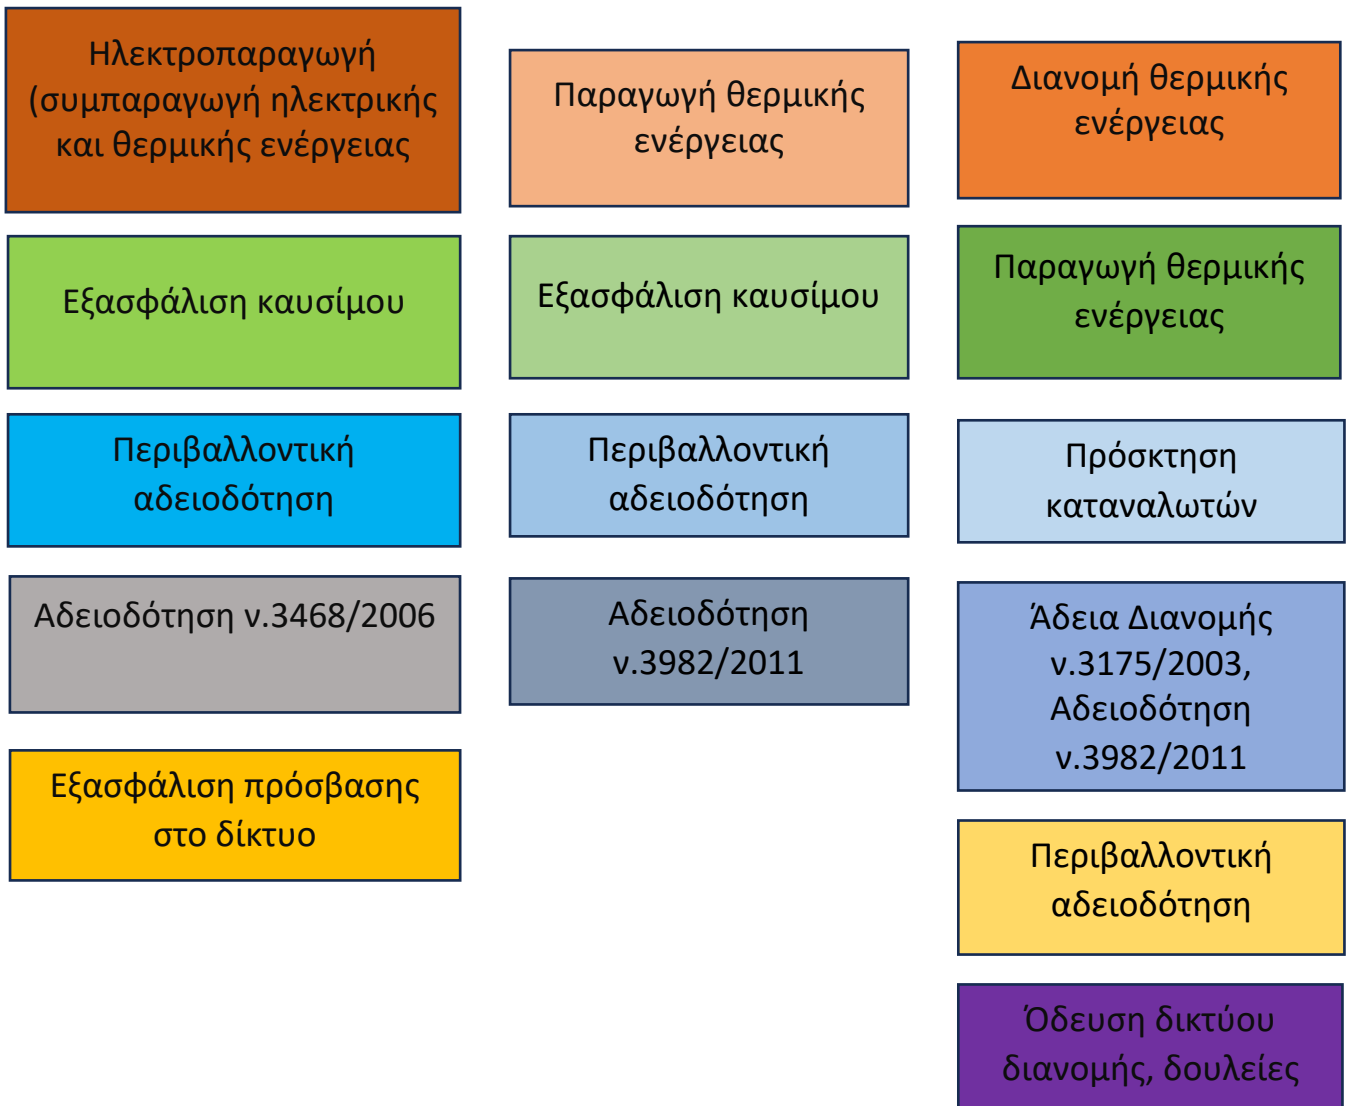 Ηλεκτροπαραγωγή
(συμπαραγωγή ηλεκτρικής
και θερμικής ενέργειας
Εξασφάλιση καυσίμου
Περιβαλλοντική
αδειοδότηση
Αδειοδότηση ν.3468/2006
Εξασφάλιση πρόσβασης
στο δίκτυο
Παραγωγή θερμικής
ενέργειας
Εξασφάλιση καυσίμου
Περιβαλλοντική
αδειοδότηση
Αδειοδότηση
ν.3982/2011
Διανομή θερμικής
ενέργειας
Παραγωγή θερμικής
ενέργειας
Πρόσκτηση
καταναλωτών
Άδεια Διανομής
ν.3175/2003,
Αδειοδότηση
ν.3982/2011
Περιβαλλοντική
αδειοδότηση
Όδευση δικτύου
διανομής, δουλείες